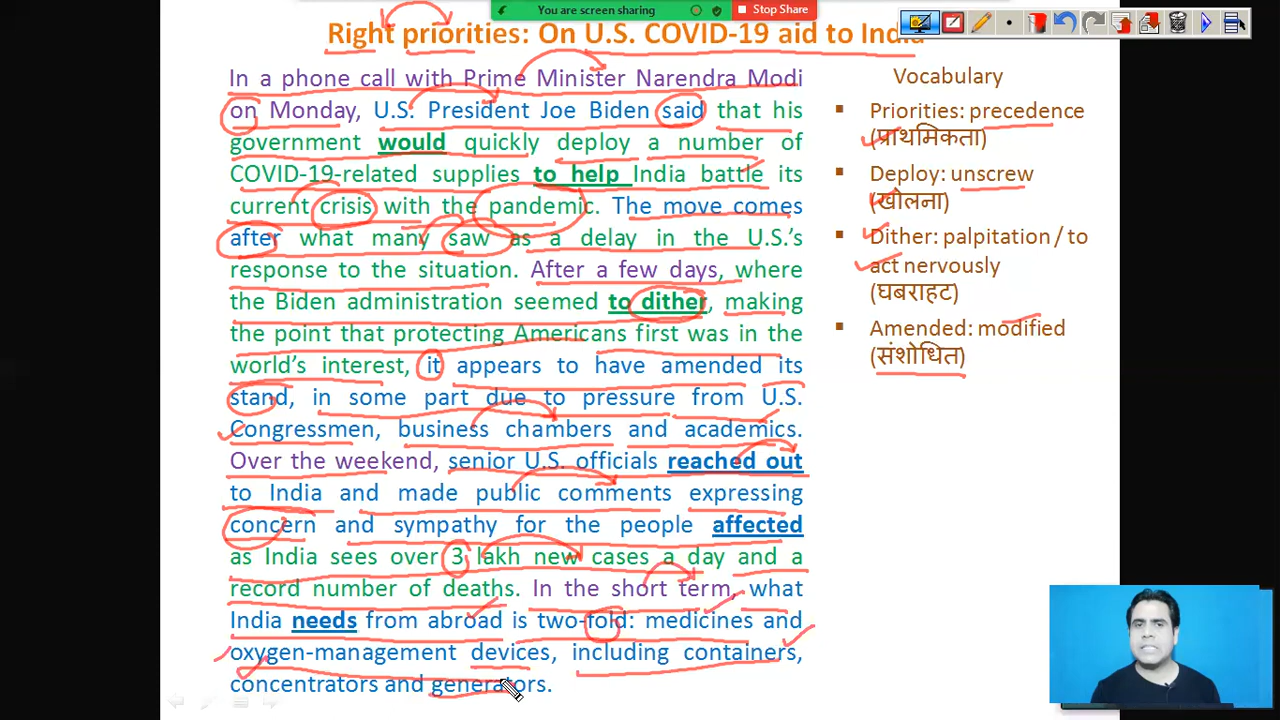 You are screen sharing
Stop Share
Right priorities: On U.S. COVID-19 aid to India
In a phone call with Prime Minister Narendra Modi
on Monday, U.S. President Joe Biden said that his
government would quickly deploy a number of
COVID-19-related supplies to help India battle its
current crisis with the pandemic. The move comes
after what many saw as a delay in the U.S.’s
response to the situation. After a few days, where
the Biden administration seemed to dither, making
the point that protecting Americans first was in the
world’s interest, it appears to have amended its
stand, in some part due to pressure from U.S.
Congressmen, business chambers and academics.
Over the weekend, senior U.S. officials reached out
to India and made public comments expressing
concern and sympathy for the people affected
as India sees over 3 lakh new cases a day and a
record number of deaths. In the short term, what
India needs from abroad is two-fold: medicines and
oxygen-management devices, including containers,
concentrators and generators.
Vocabulary
▪ Priorities: precedence
(प्राथमिकता)
▪ Deploy: unscrew
(खोलना)
▪ Dither: palpitation / to
act nervously
(घबराहट)
▪ Amended: modified
(संशोधित)